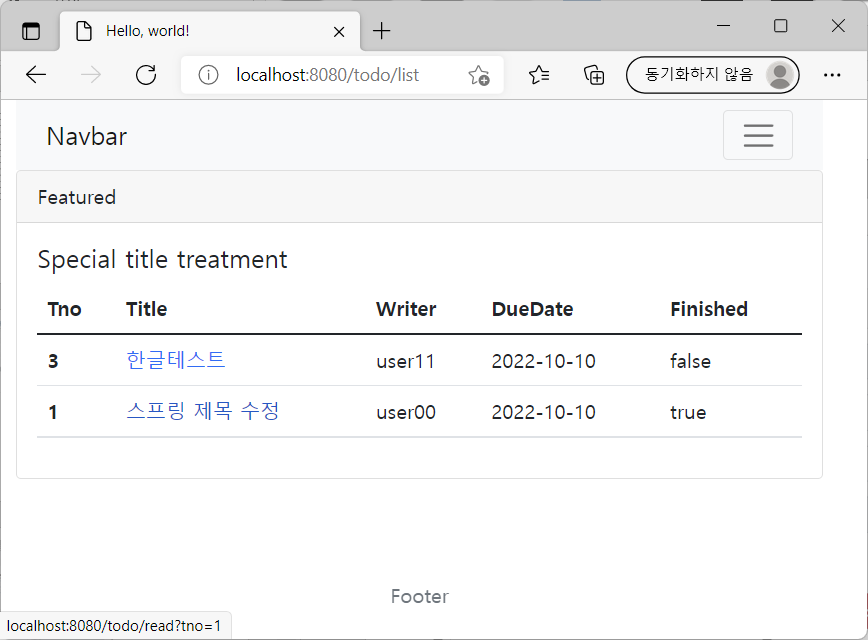 Hello, world!
localhost:8080/todo/list
동기화하지 않음
Navbar
Featured
Special title treatment
Tno Title Writer DueDate Finished
3 한글테스트 user11 2022-10-10 false
1 스프링 제목 수정 user00 2022-10-10 true
Footer
localhost:8080/todo/read?tno=1